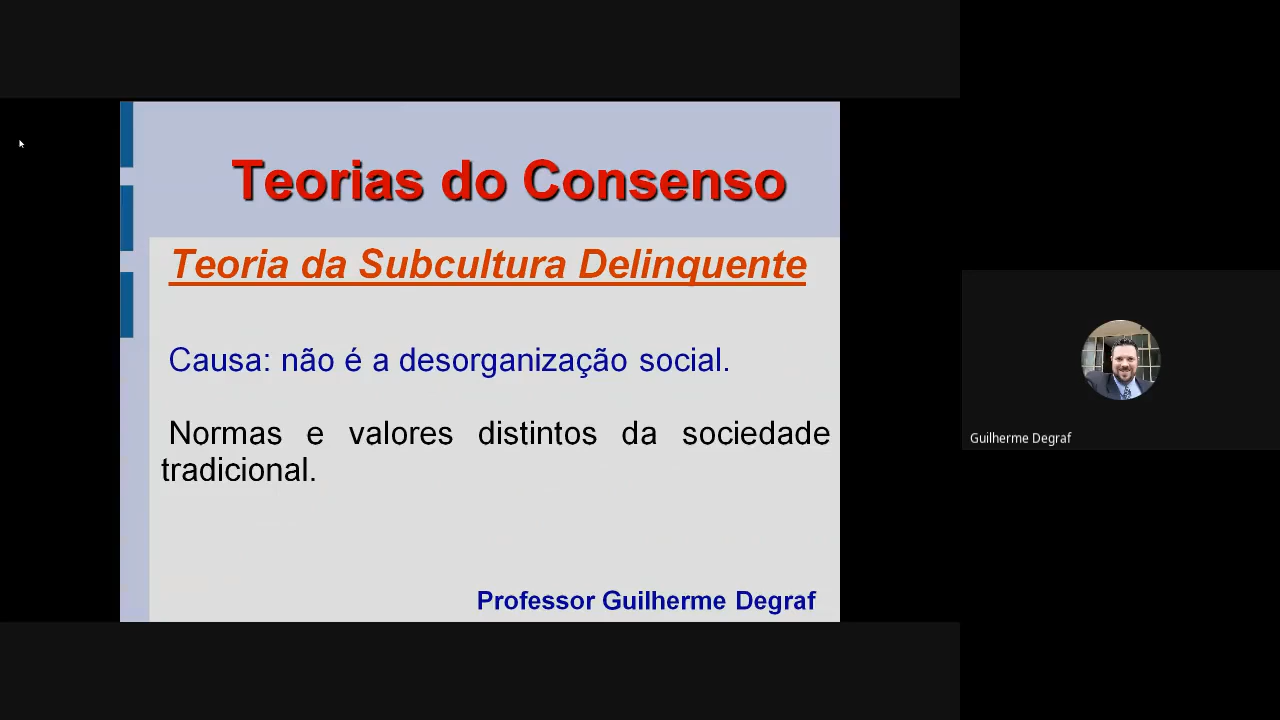 Teorias do Consenso
Teoria da Subcultura Delinquente
Causa: não é a desorganização social.
Normas e valores distintos da sociedade
tradicional.
Professor Guilherme Degraf
Guilherme Degraf